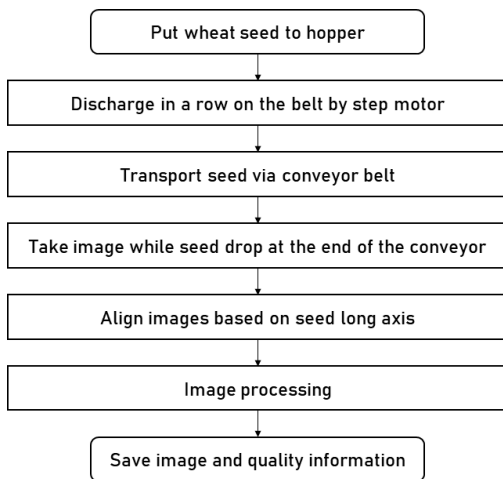 Put wheat seed to hopper
Discharge in a row on the belt by step motor
Transport seed via conveyor belt
Take image while seed drop at the end of the conveyor
Align images based on seed long axis
Image processing
Save image and quality information